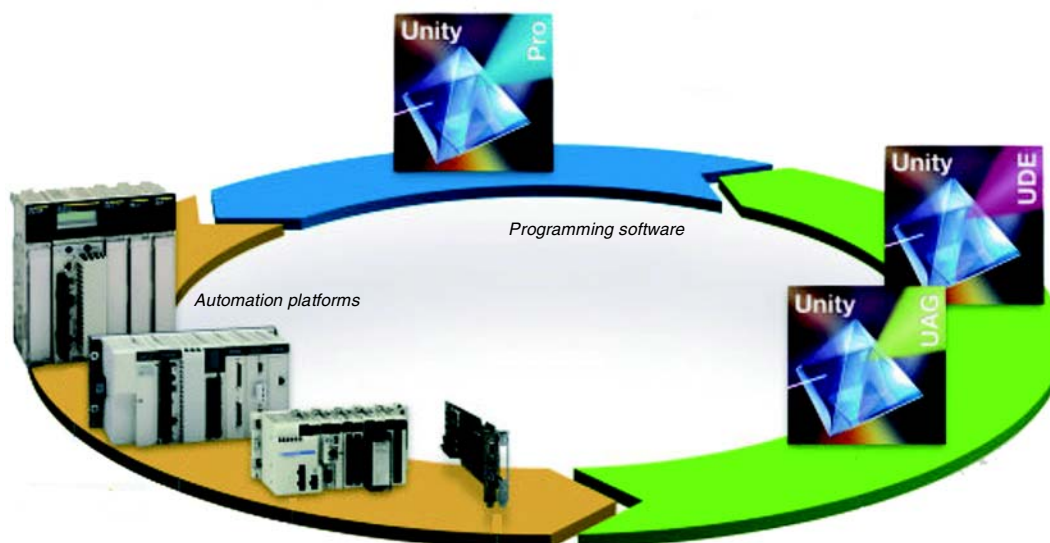 Unity
Pro
Programming software
Unity
UDE
Automation platforms
Unity
UAG